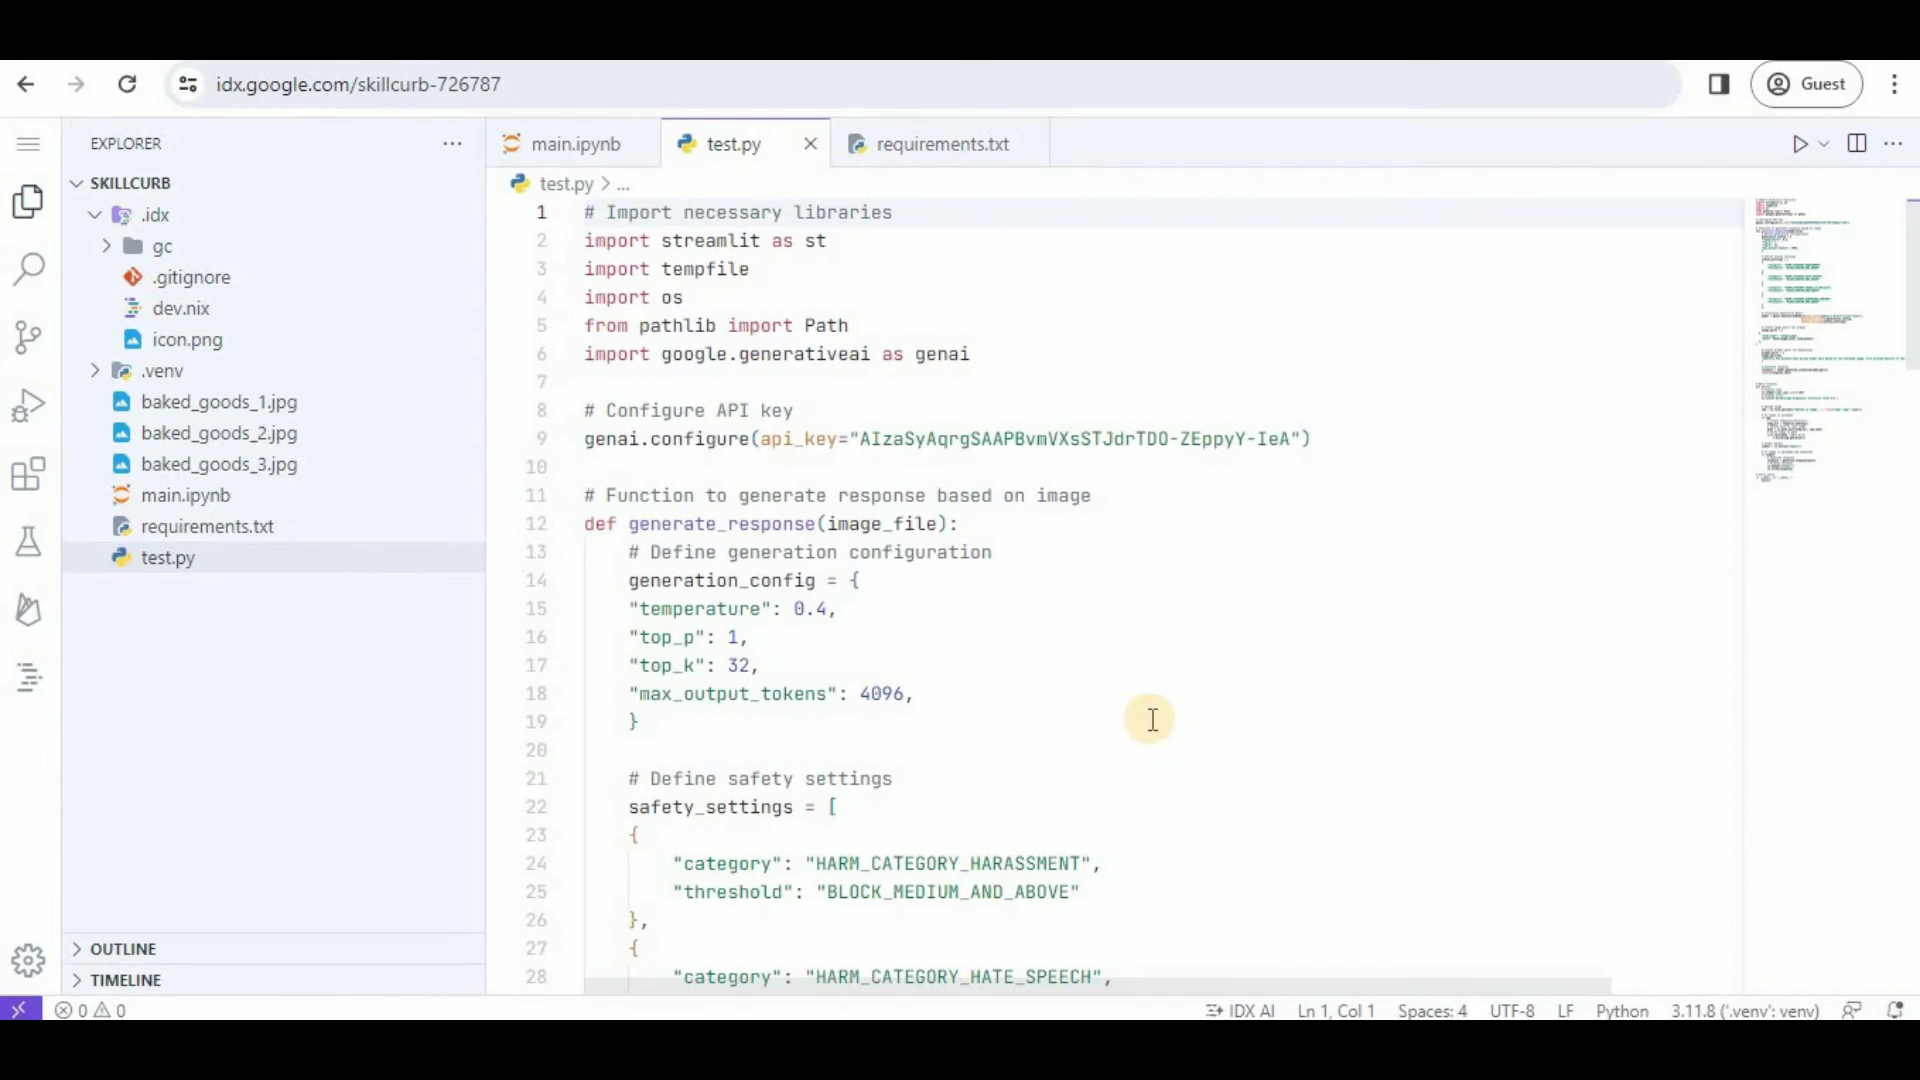 idx.google.com/skillcurb-726787
Guest
EXPLORER
main.ipynb
test.py
requirements.txt
SKILLCURB
.idx
gc
.gitignore
dev.nix
icon.png
.venv
baked_goods_1.jpg
baked_goods_2.jpg
baked_goods_3.jpg
main.ipynb
requirements.txt
test.py
OUTLINE
TIMELINE
test.py > ...
1 # Import necessary libraries
2 import streamlit as st
3 import tempfile
4 import os
5 from pathlib import Path
6 import google.generativeai as genai
7
8 # Configure API key
9 genai.configure(api_key="AIzaSyAqrgSAAPBvmVXsSTJdrTDO-ZEppyY-IeA")
10
11 # Function to generate response based on image
12 def generate_response(image_file):
13 # Define generation configuration
14 generation_config = {
15 "temperature": 0.4,
16 "top_p": 1,
17 "top_k": 32,
18 "max_output_tokens": 4096,
19 }
20
21 # Define safety settings
22 safety_settings = [
23 {
24 "category": "HARM_CATEGORY_HARASSMENT",
25 "threshold": "BLOCK_MEDIUM_AND_ABOVE"
26 },
27 {
28 "category": "HARM_CATEGORY_HATE_SPEECH",
0 0
IDX AI
Ln 1, Col 1
Spaces: 4
UTF-8
LF
Python
3.11.8 ('.venv': venv)